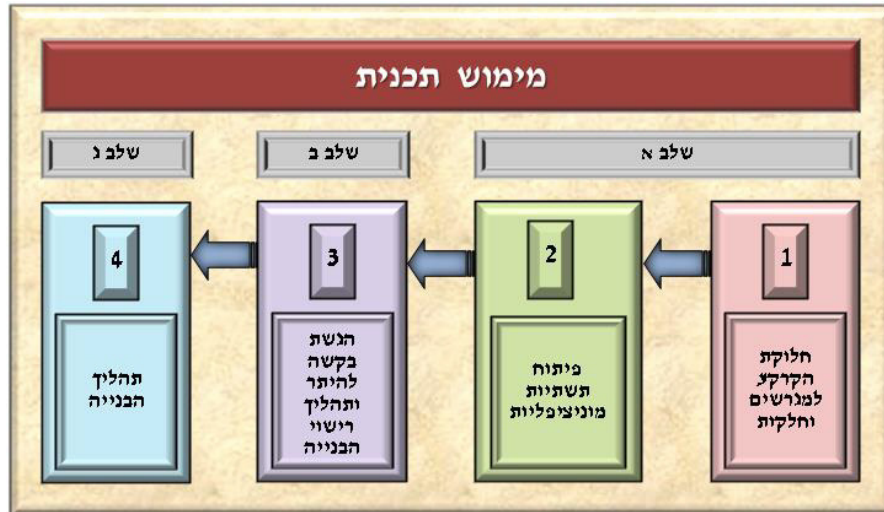 מימוש תכנית
שלב א
שלב ב
שלב ג
1
חלוקת
הקרקע
למגרשים
וחלקות
2
פיתוח
תשתיות
מוניציפליות
3
הגשת
בקשה
להיתר
ותהליך
רישוי
הבנייה
4
תהליך
הבנייה